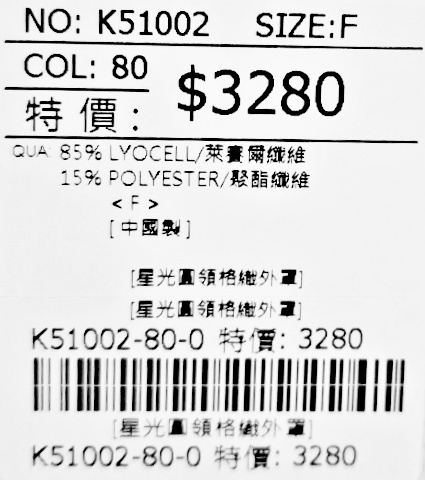 NO: K51002 SIZE:F
COL: 80
$3280
特價:
QUA: 85% LYOCELL/萊賽爾纖維
15% POLYESTER/聚酯纖維
< F >
[中國製]
[星光圓領格織外罩]
[星光圓領格織外罩]
K51002-80-0 特價: 3280
[星光圓領格織外罩]
K51002-80-0 特價: 3280